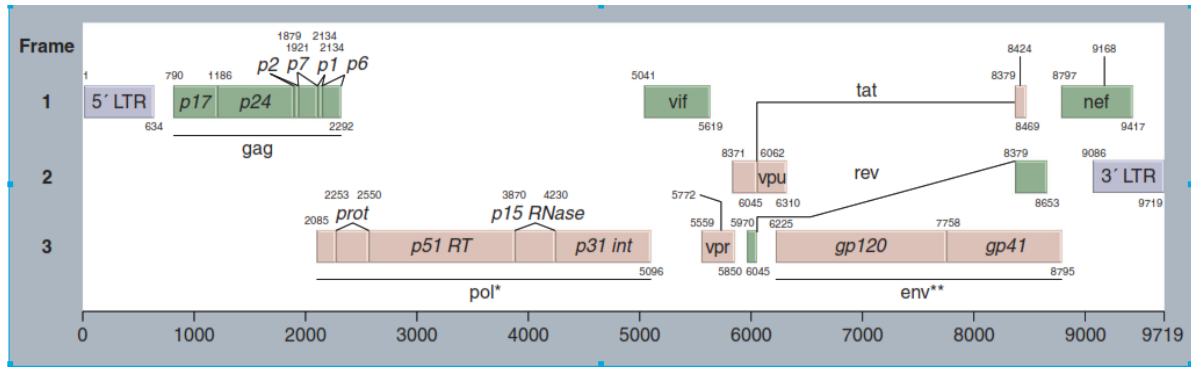 Frame
1879 2134
1921 2134
8424 9168
1 790 1186 p2 p7 p1 p6 5041 8379 8797
1 5´ LTR p17 p24 vif tat nef
634 2292 5619 8469 9417
gag
8371 6062 8379 9086
2 vpu rev 3´ LTR
2253 2550 3870 4230 5772 6045 6310 8653 9719
2085 prot p15 RNase 5559 5970 6225 7758
3 p51 RT p31 int vpr gp120 gp41
5096 5850 6045 8795
pol* env**
0 1000 2000 3000 4000 5000 6000 7000 8000 9000 9719